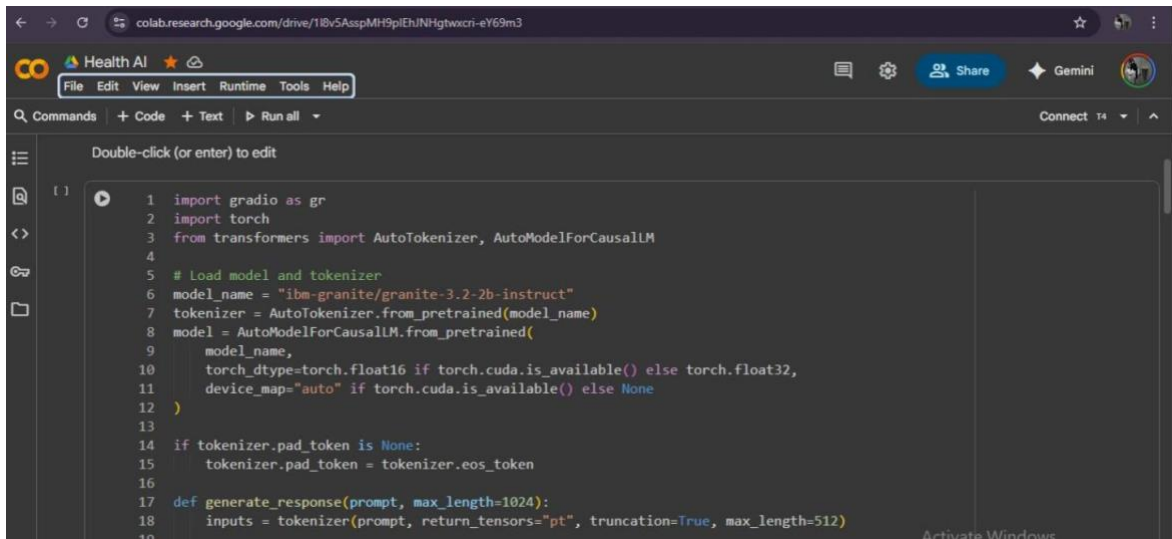 colab.research.google.com/drive/1I8v5AsspMH9plEhJNHgtwxcri-eY69m3
CO Health AI
Share Gemini
File Edit View Insert Runtime Tools Help
Commands + Code + Text Run all Connect T4
Double-click (or enter) to edit
[ ]
1 import gradio as gr
2 import torch
3 from transformers import AutoTokenizer, AutoModelForCausalLM
4
5 # Load model and tokenizer
6 model_name = "ibm-granite/granite-3.2-2b-instruct"
7 tokenizer = AutoTokenizer.from_pretrained(model_name)
8 model = AutoModelForCausalLM.from_pretrained(
9     model_name,
10     torch_dtype=torch.float16 if torch.cuda.is_available() else torch.float32,
11     device_map="auto" if torch.cuda.is_available() else None
12 )
13
14 if tokenizer.pad_token is None:
15     tokenizer.pad_token = tokenizer.eos_token
16
17 def generate_response(prompt, max_length=1024):
18     inputs = tokenizer(prompt, return_tensors="pt", truncation=True, max_length=512)
19
Activate Windows